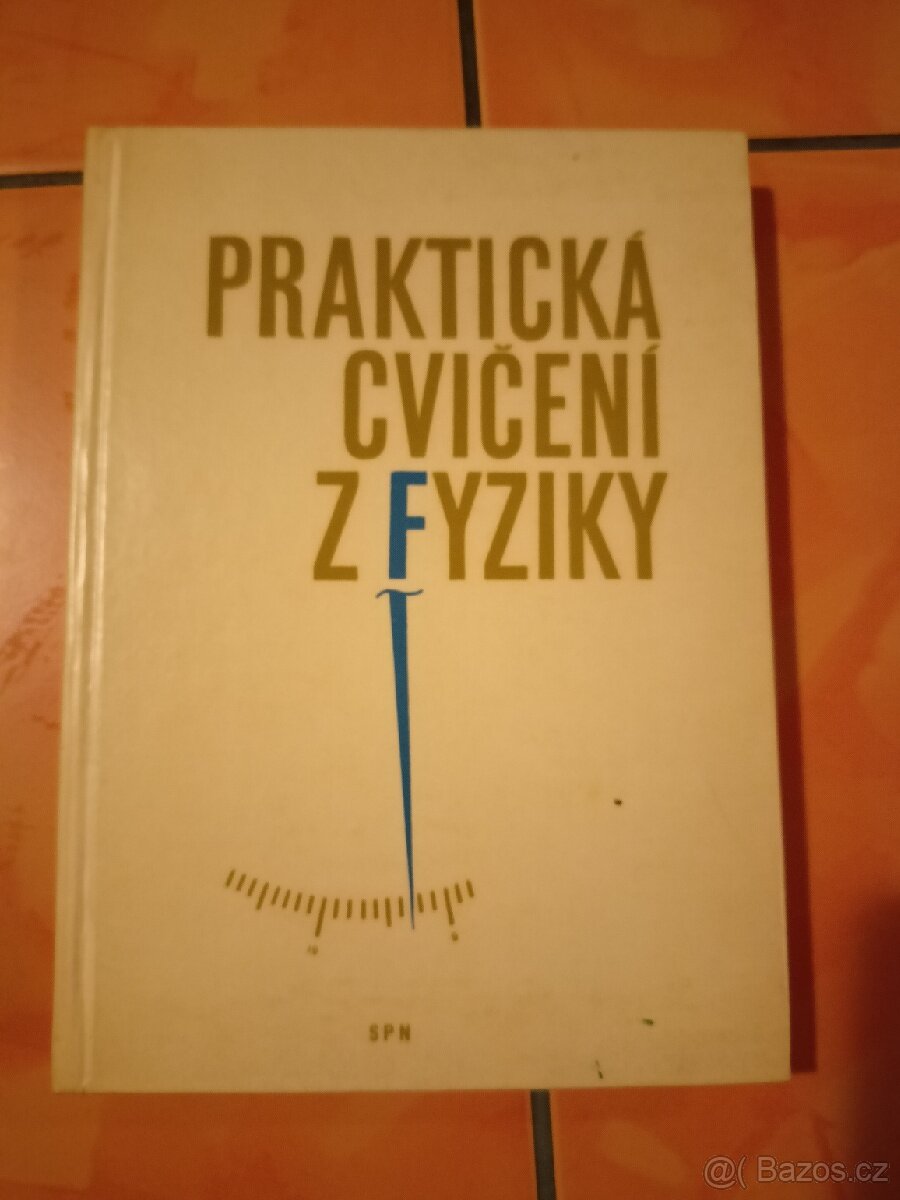 PRAKTICKÁ
CVIČENÍ
Z FYZIKY
SPN
@( Bazos.cz